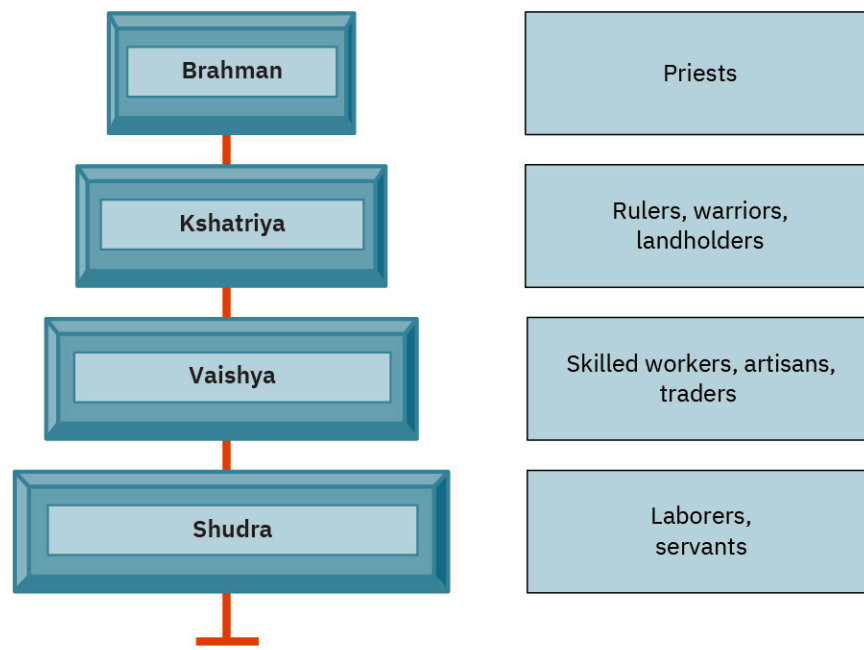 Brahman
Priests
Kshatriya
Rulers, warriors,
landholders
Vaishya
Skilled workers, artisans,
traders
Shudra
Laborers,
servants